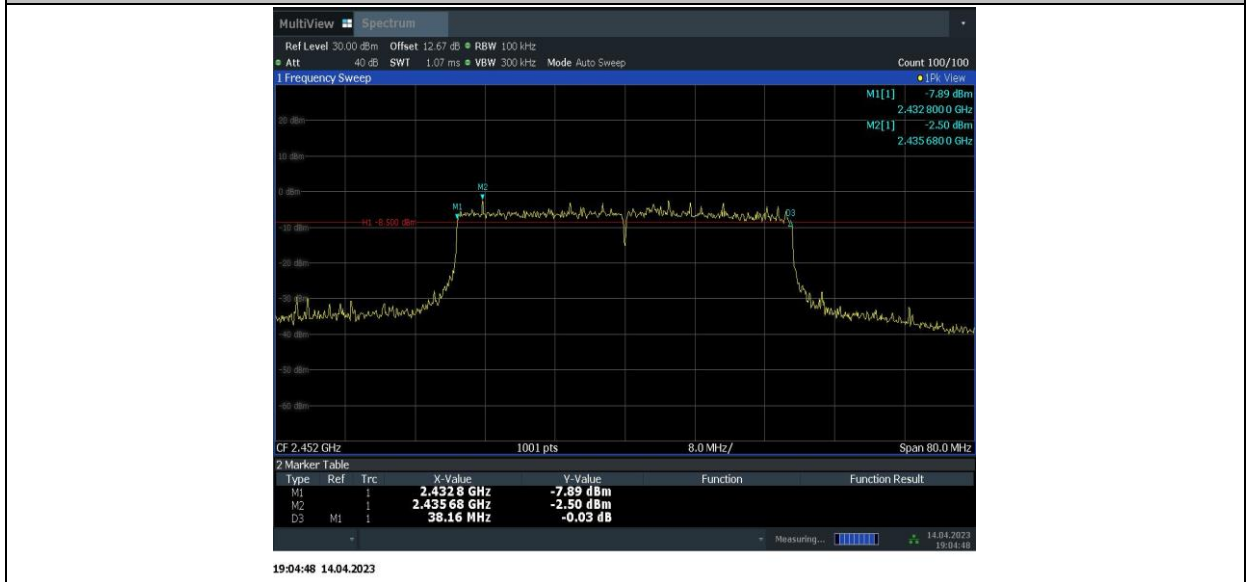 MultiView Spectrum
Ref Level 30.00 dBm Offset 12.67 dB RBW 100 kHz
Att 40 dB SWT 1.07 ms VBW 300 kHz Mode Auto Sweep Count 100/100
1 Frequency Sweep 1Pk View
M1[1] -7.89 dBm
2.432 800 0 GHz
20 dBm M2[1] -2.50 dBm
2.435 680 0 GHz
10 dBm
M2
0 dBm
M1 D3
H1 -8.500 dBm
-10 dBm
-20 dBm
-30 dBm
-40 dBm
-50 dBm
-60 dBm
CF 2.452 GHz 1001 pts 8.0 MHz/ Span 80.0 MHz
2 Marker Table
Type Ref Trc X-Value Y-Value Function Function Result
M1 1 2.432 8 GHz -7.89 dBm
M2 1 2.435 68 GHz -2.50 dBm
D3 M1 1 38.16 MHz -0.03 dB
Measuring... 14.04.2023
19:04:48
19:04:48 14.04.2023